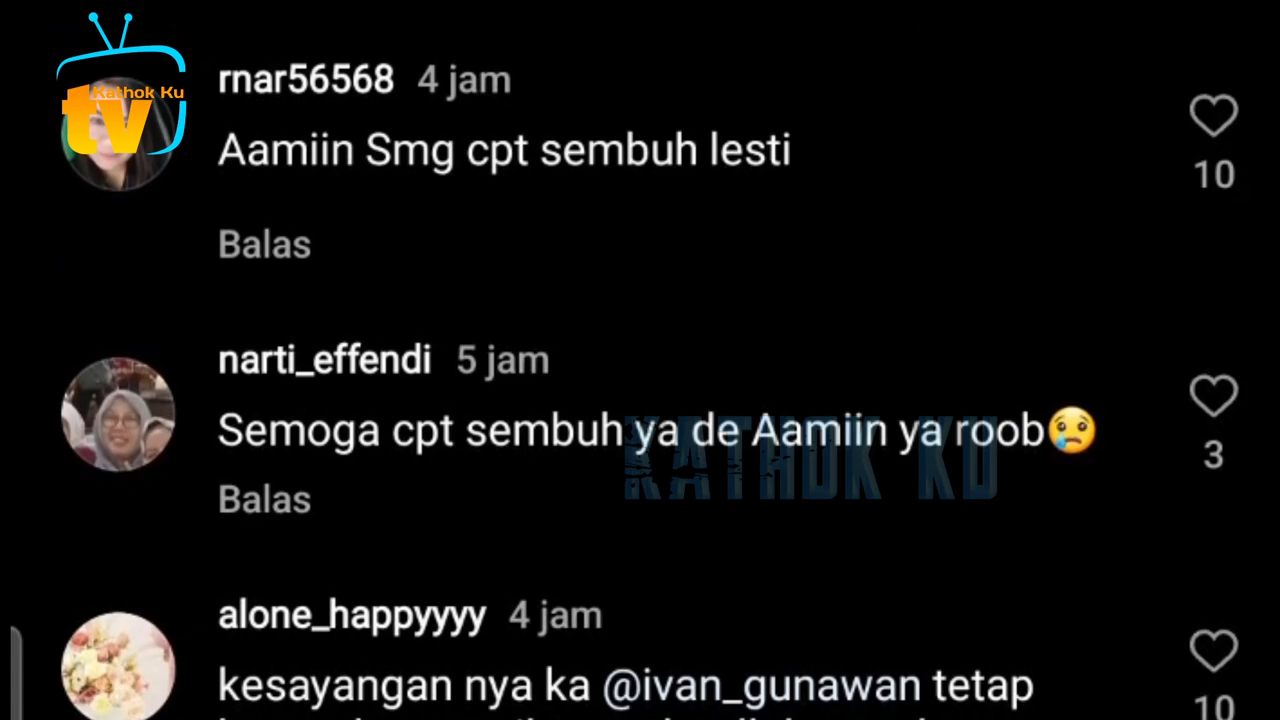 Kathok Ku
tv
rnar56568 4 jam
Aamiin Smg cpt sembuh lesti
10
Balas
narti_effendi 5 jam
Semoga cpt sembuh ya de Aamiin ya roob😢
3
KATHOK KU
Balas
alone_happyyyy 4 jam
kesayangan nya ka @ivan_gunawan tetap
10